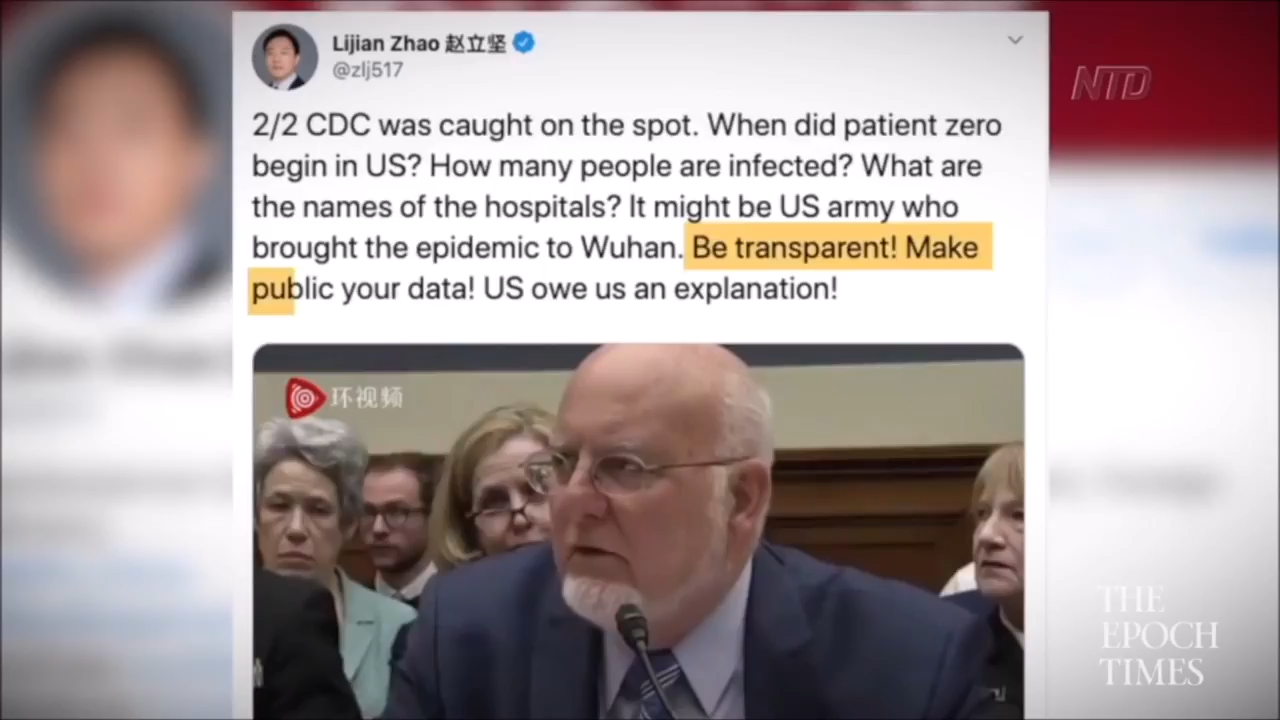 Lijian Zhao 赵立坚
@zlj517
NTD
2/2 CDC was caught on the spot. When did patient zero
begin in US? How many people are infected? What are
the names of the hospitals? It might be US army who
brought the epidemic to Wuhan. Be transparent! Make
public your data! US owe us an explanation!
环视频
THE
EPOCH
TIMES